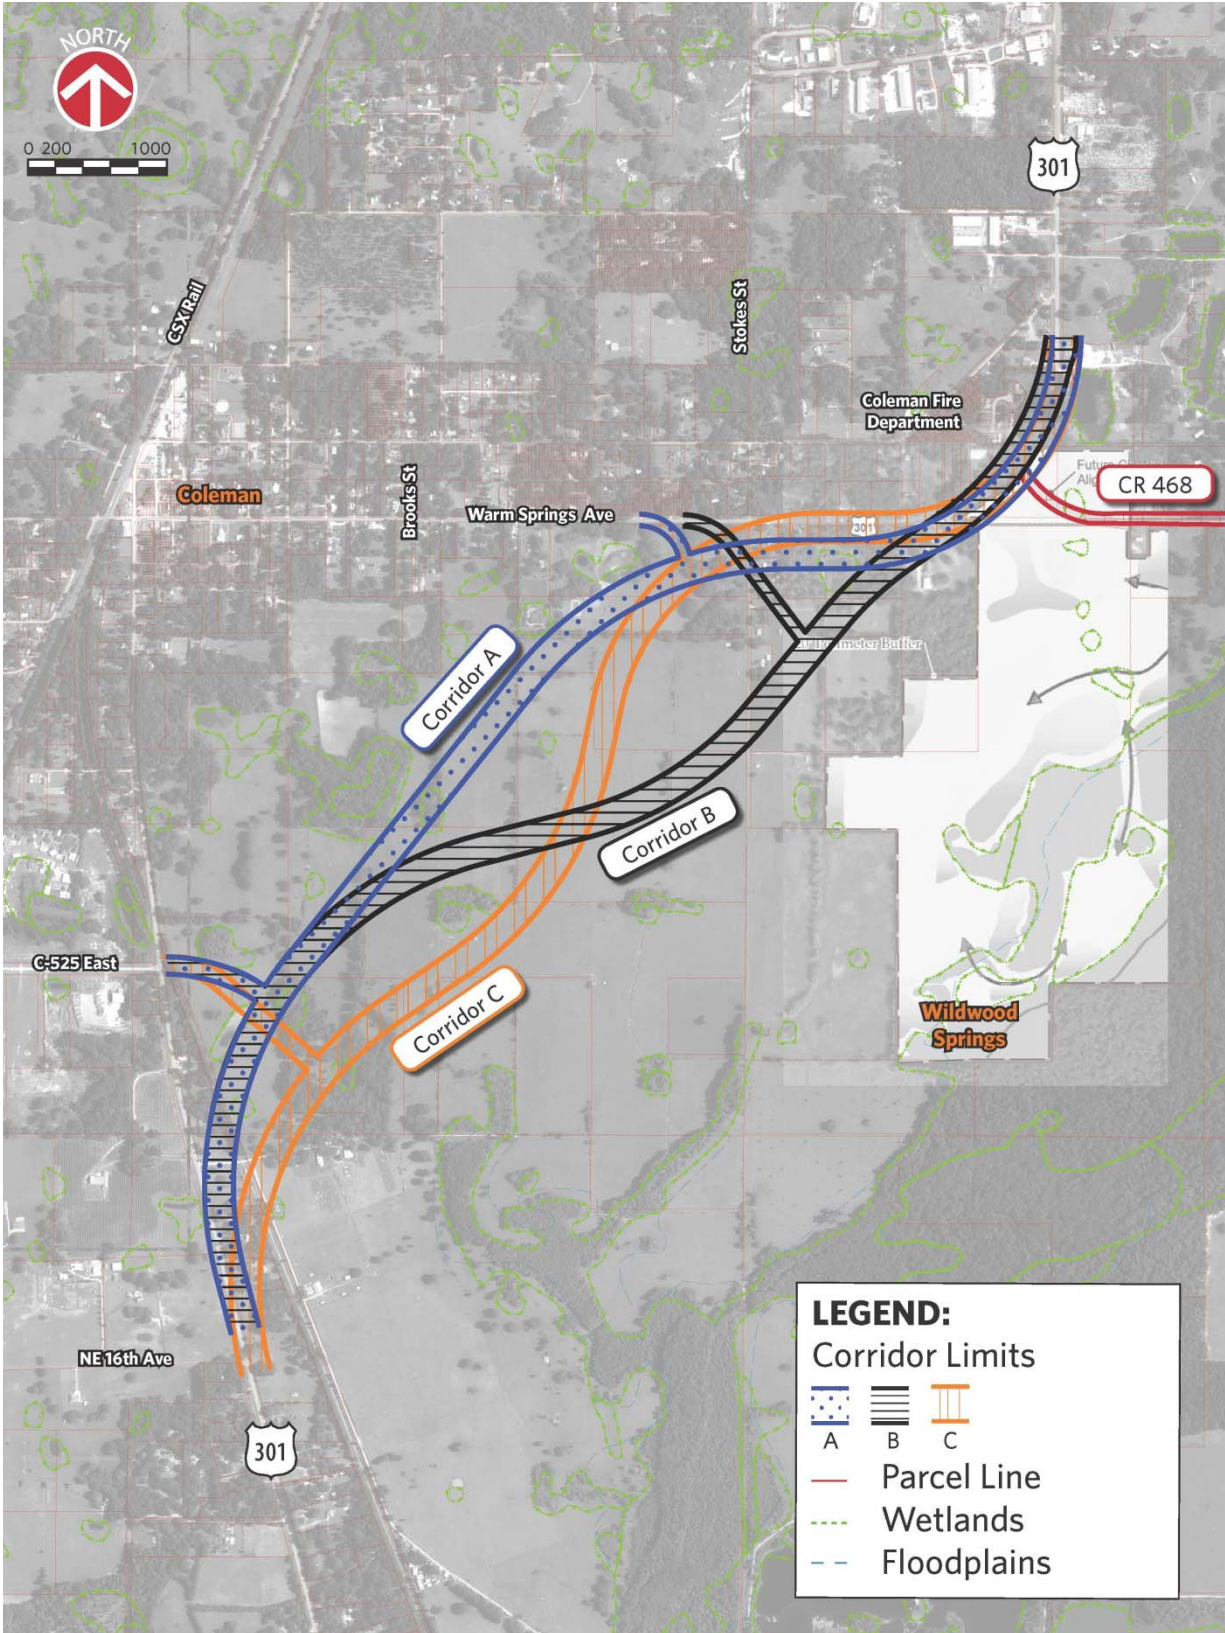 NORTH
0 200 1000
301
CSX Rail
Stokes St
Coleman Fire
Department
Coleman
Brooks St
Warm Springs Ave
301
Future
CR 468
Corridor A
Perimeter Buffer
Corridor B
C-525 East
Corridor C
Wildwood
Springs
NE 16th Ave
301
LEGEND:
Corridor Limits
A B C
Parcel Line
Wetlands
Floodplains